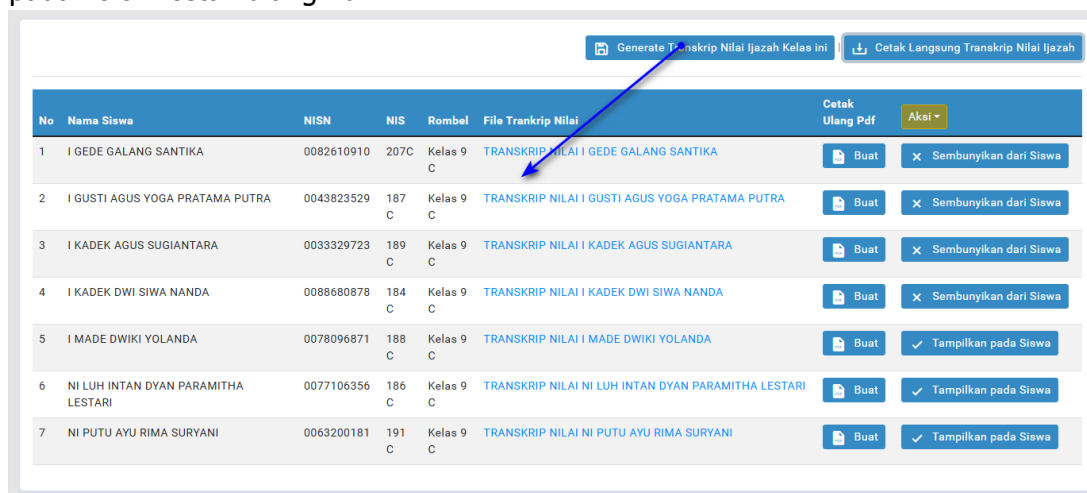 Generate Transkrip Nilai Ijazah Kelas ini | Cetak Langsung Transkrip Nilai Ijazah
No Nama Siswa NISN NIS Rombel File Trankrip Nilai Cetak Ulang Pdf Aksi
1 I GEDE GALANG SANTIKA 0082610910 207C Kelas 9 C TRANSKRIP NILAI I GEDE GALANG SANTIKA Buat Sembunyikan dari Siswa
2 I GUSTI AGUS YOGA PRATAMA PUTRA 0043823529 187 C Kelas 9 C TRANSKRIP NILAI I GUSTI AGUS YOGA PRATAMA PUTRA Buat Sembunyikan dari Siswa
3 I KADEK AGUS SUGIANTARA 0033329723 189 C Kelas 9 C TRANSKRIP NILAI I KADEK AGUS SUGIANTARA Buat Sembunyikan dari Siswa
4 I KADEK DWI SIWA NANDA 0088680878 184 C Kelas 9 C TRANSKRIP NILAI I KADEK DWI SIWA NANDA Buat Sembunyikan dari Siswa
5 I MADE DWIKI YOLANDA 0078096871 188 C Kelas 9 C TRANSKRIP NILAI I MADE DWIKI YOLANDA Buat Tampilkan pada Siswa
6 NI LUH INTAN DYAN PARAMITHA LESTARI 0077106356 186 C Kelas 9 C TRANSKRIP NILAI NI LUH INTAN DYAN PARAMITHA LESTARI Buat Tampilkan pada Siswa
7 NI PUTU AYU RIMA SURYANI 0063200181 191 C Kelas 9 C TRANSKRIP NILAI NI PUTU AYU RIMA SURYANI Buat Tampilkan pada Siswa